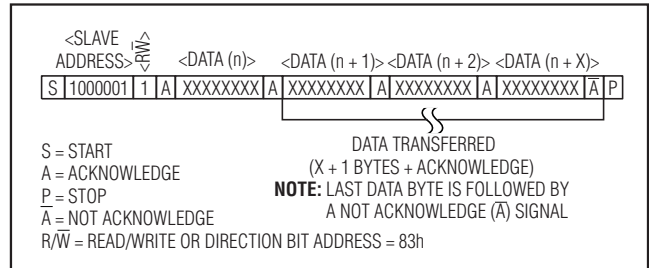 <SLAVE
ADDRESS>
<RW̅>
<DATA (n)> <DATA (n + 1)> <DATA (n + 2)> <DATA (n + X)>
S 1000001 1 A XXXXXXXX A XXXXXXXX A XXXXXXXX A XXXXXXXX A̅ P
S = START
A = ACKNOWLEDGE
P = STOP
A̅ = NOT ACKNOWLEDGE
R/W̅ = READ/WRITE OR DIRECTION BIT ADDRESS = 83h
DATA TRANSFERRED
(X + 1 BYTES + ACKNOWLEDGE)
NOTE: LAST DATA BYTE IS FOLLOWED BY
A NOT ACKNOWLEDGE (A̅) SIGNAL